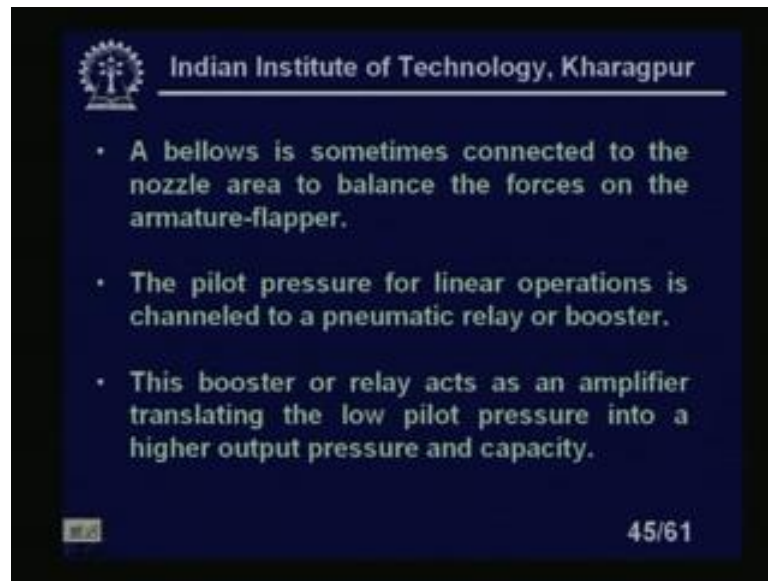 Indian Institute of Technology, Kharagpur
• A bellows is sometimes connected to the
nozzle area to balance the forces on the
armature-flapper.
• The pilot pressure for linear operations is
channeled to a pneumatic relay or booster.
• This booster or relay acts as an amplifier
translating the low pilot pressure into a
higher output pressure and capacity.
45/61